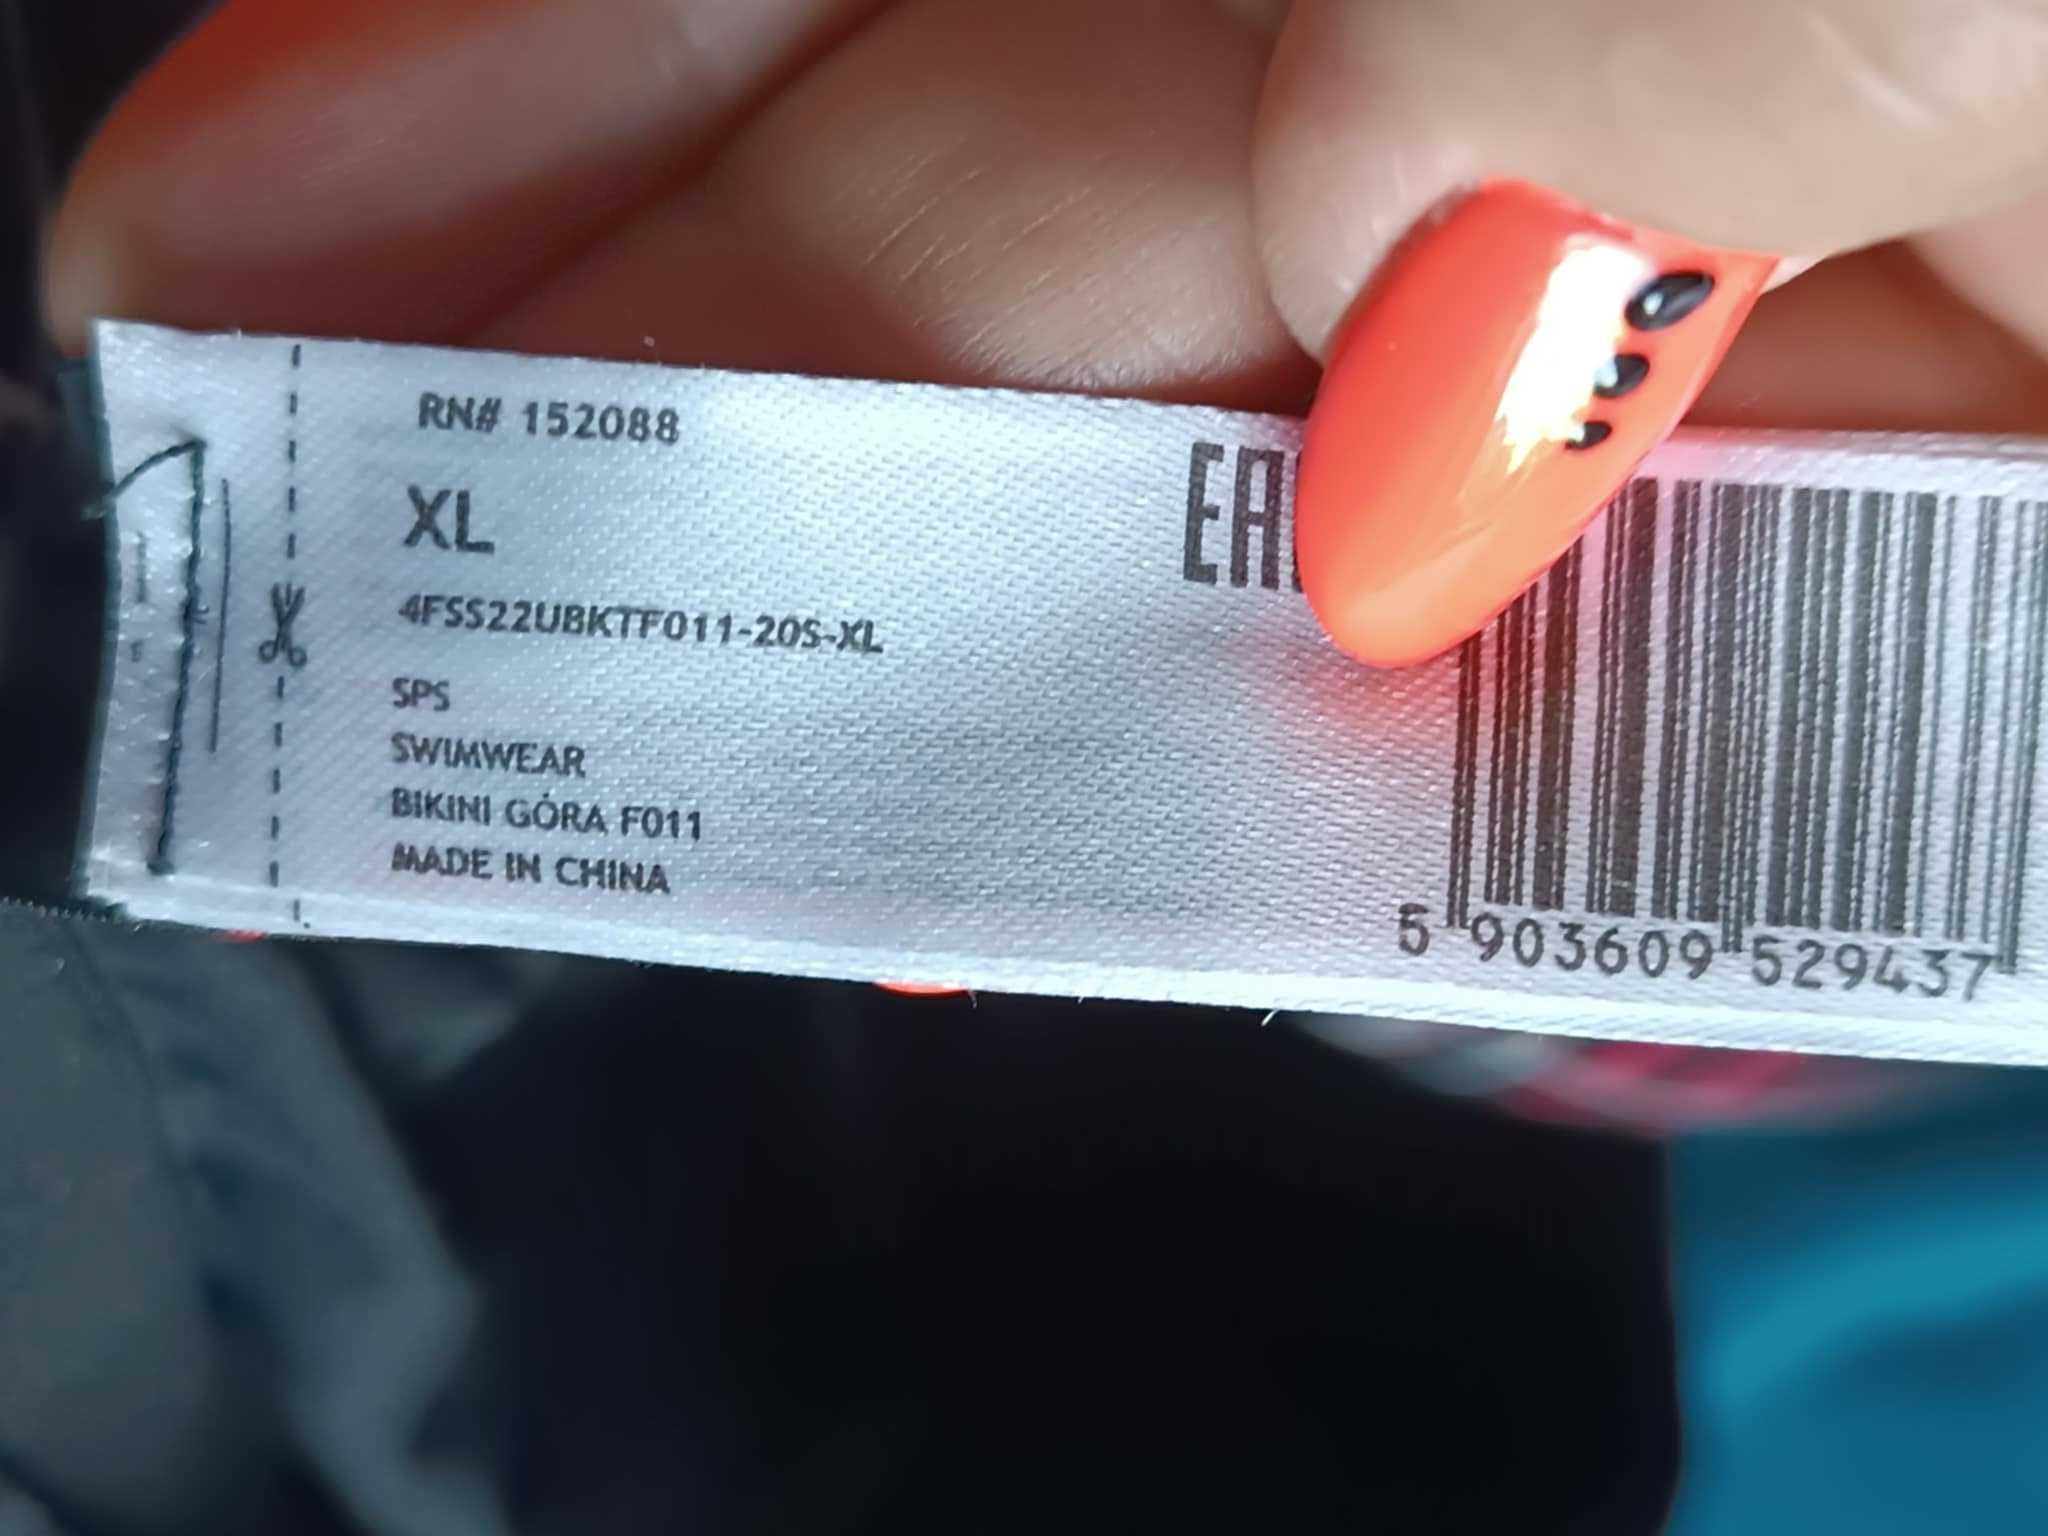 RN# 152088
XL
4FSS22UBKTF011-20S-XL
SPS
SWIMWEAR
BIKINI GÓRA F011
MADE IN CHINA
5 903609 529437